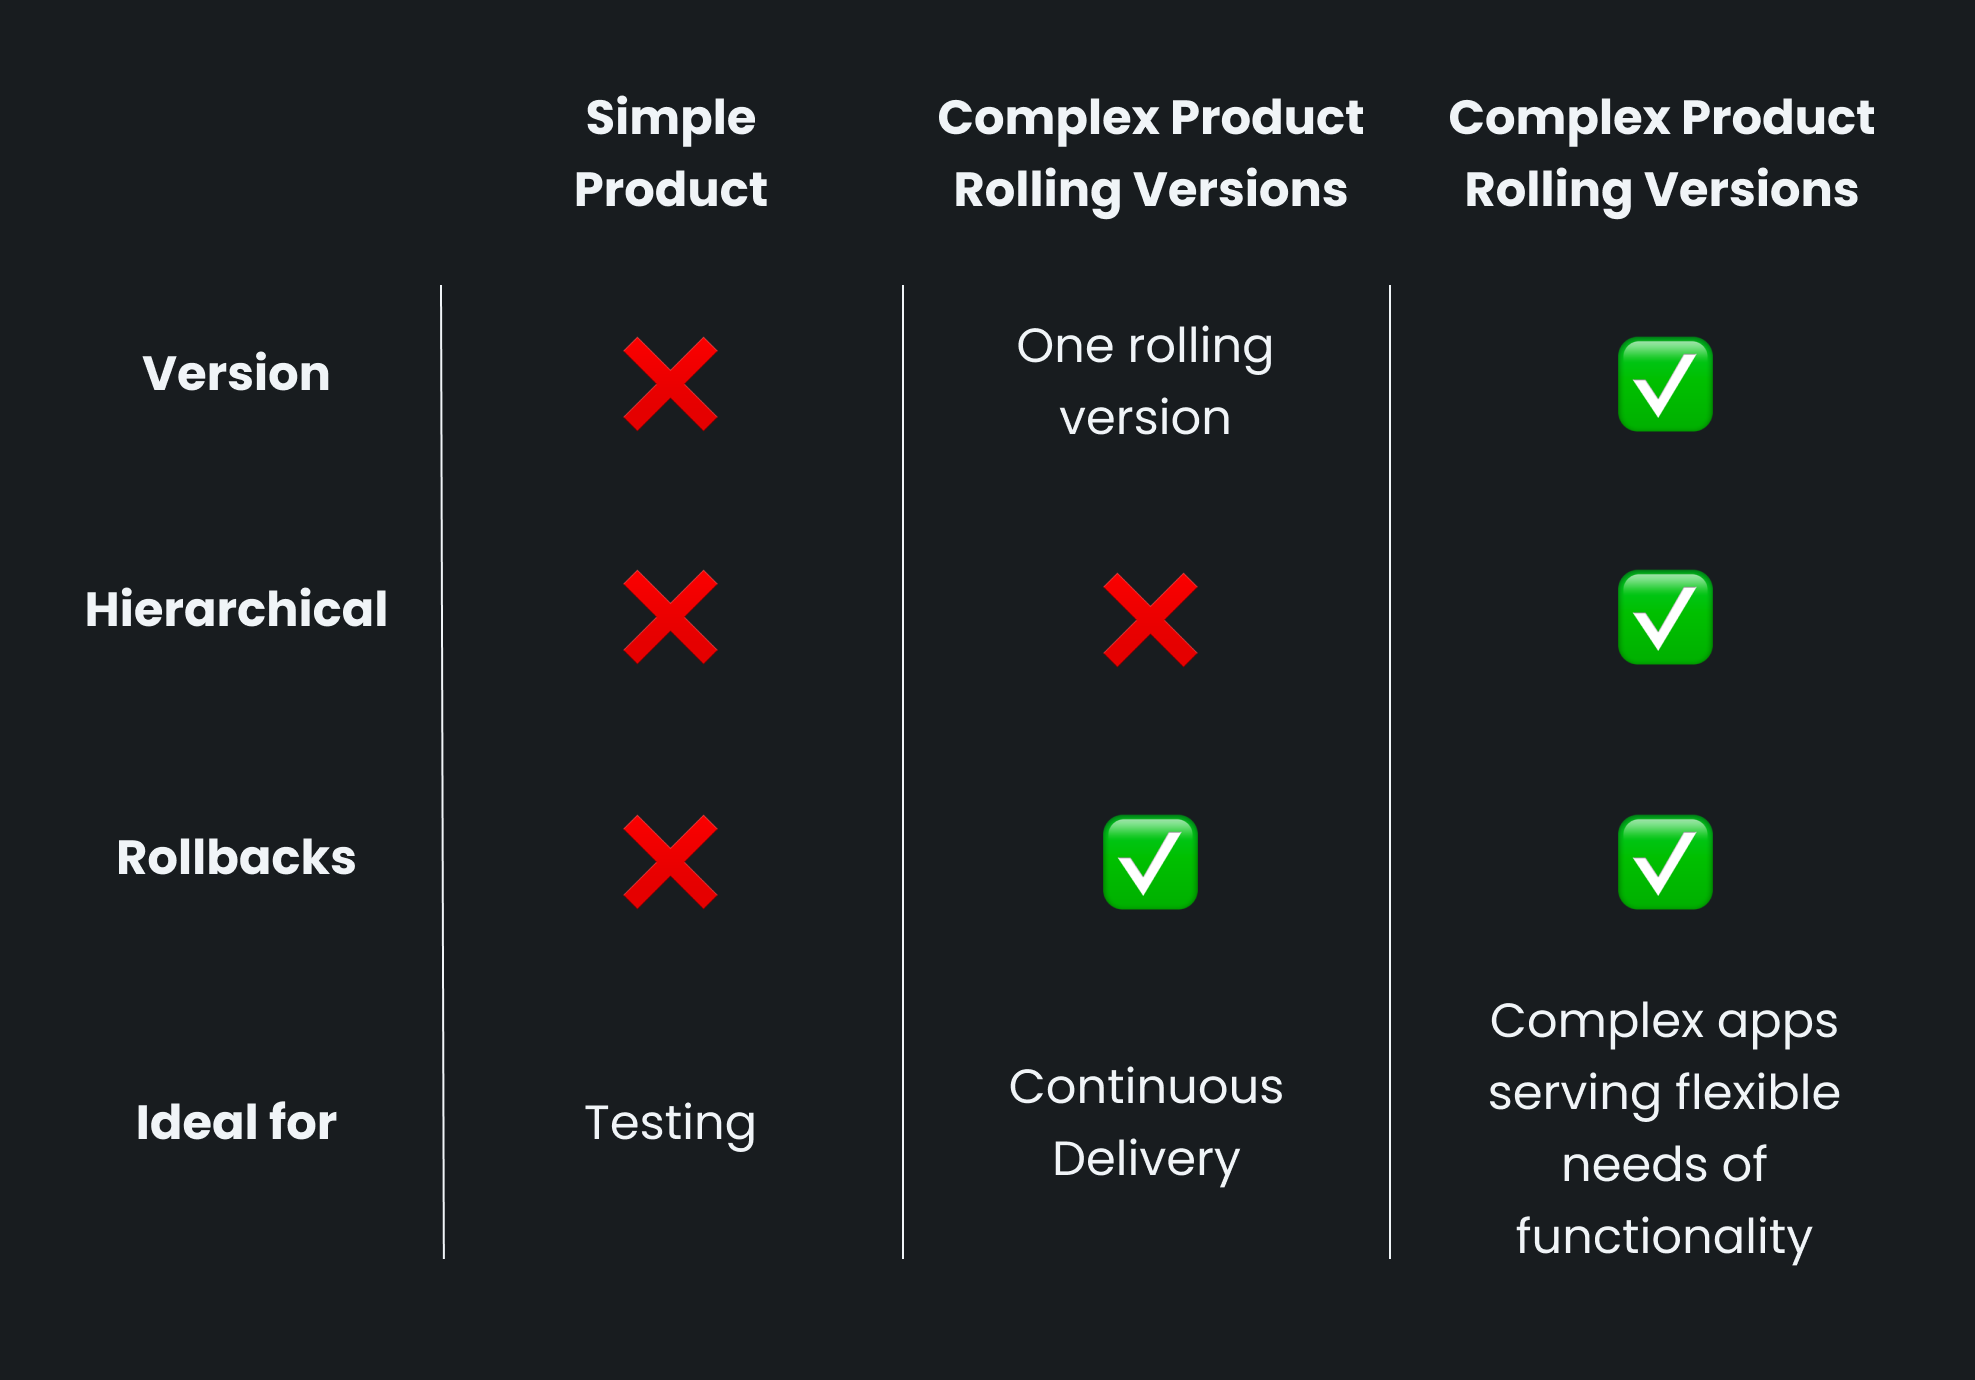 Simple
Product
Complex Product
Rolling Versions
Complex Product
Rolling Versions
Version
One rolling
version
Hierarchical
Rollbacks
Ideal for
Testing
Continuous
Delivery
Complex apps
serving flexible
needs of
functionality